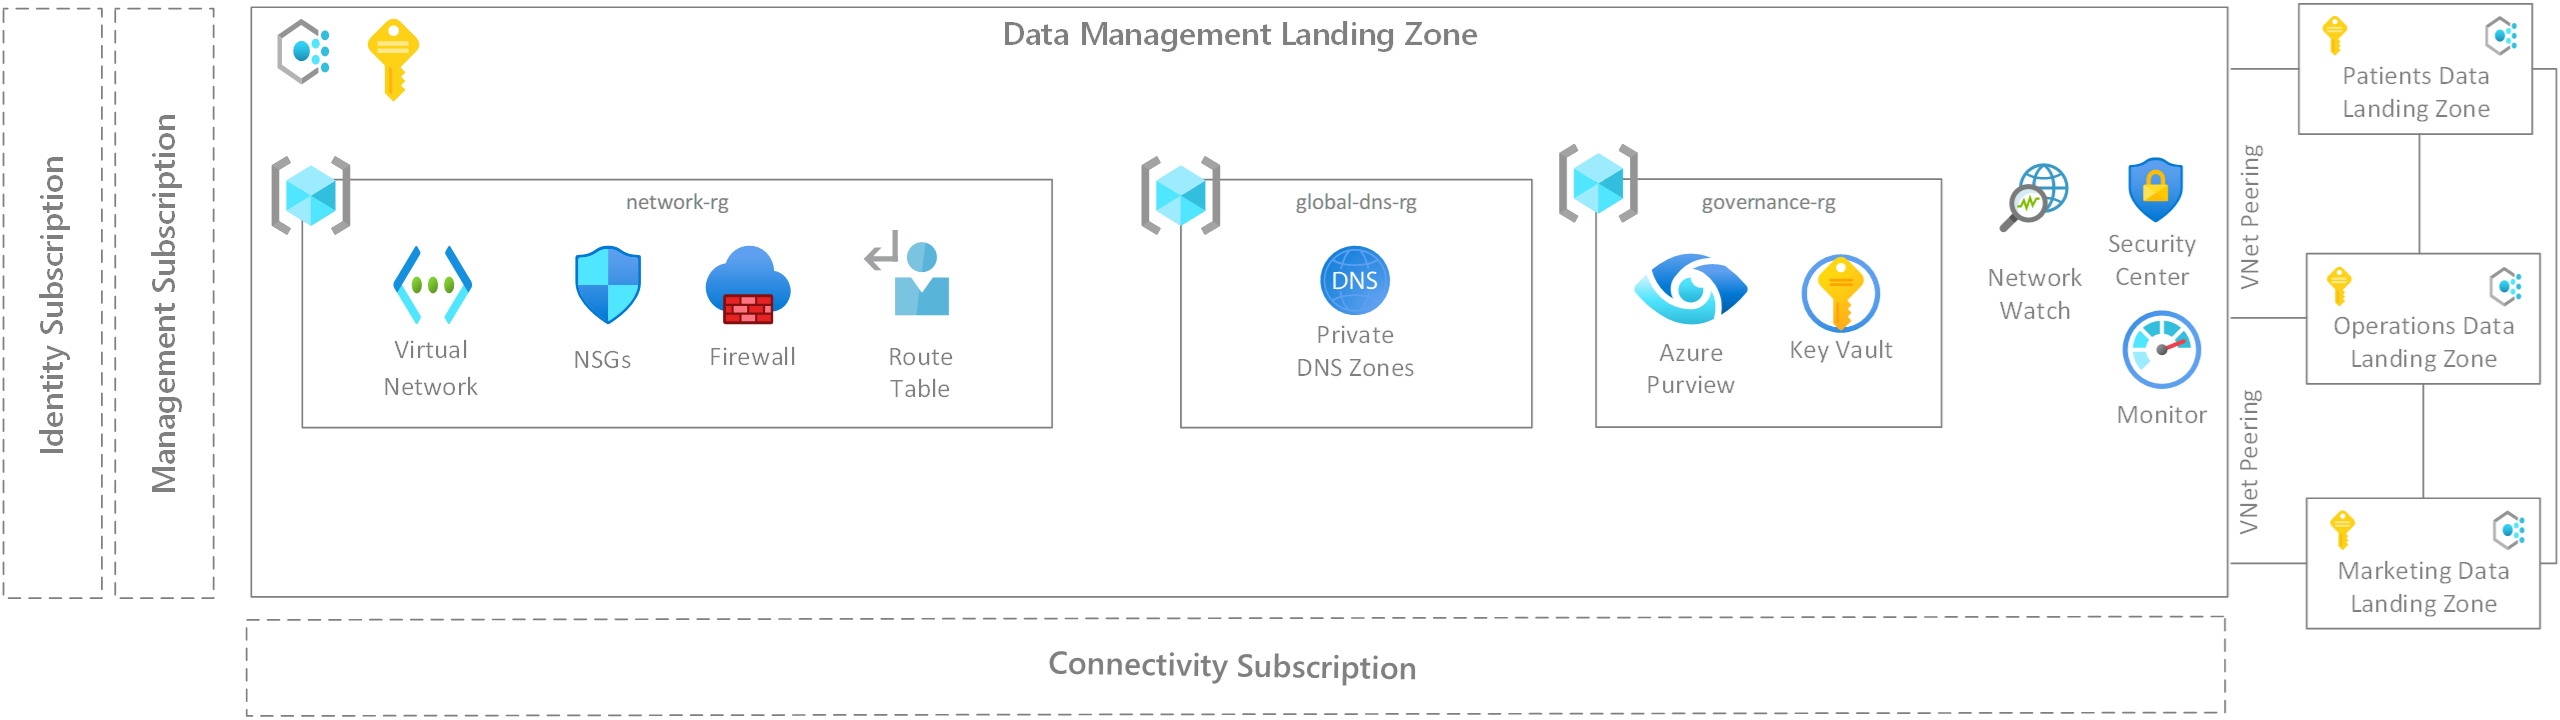 Identity Subscription
Management Subscription
Data Management Landing Zone
network-rg
Virtual
Network
NSGs
Firewall
Route
Table
global-dns-rg
DNS
Private
DNS Zones
governance-rg
Azure
Purview
Key Vault
Network
Watch
Security
Center
Monitor
VNet Peering
VNet Peering
Patients Data
Landing Zone
Operations Data
Landing Zone
Marketing Data
Landing Zone
Connectivity Subscription